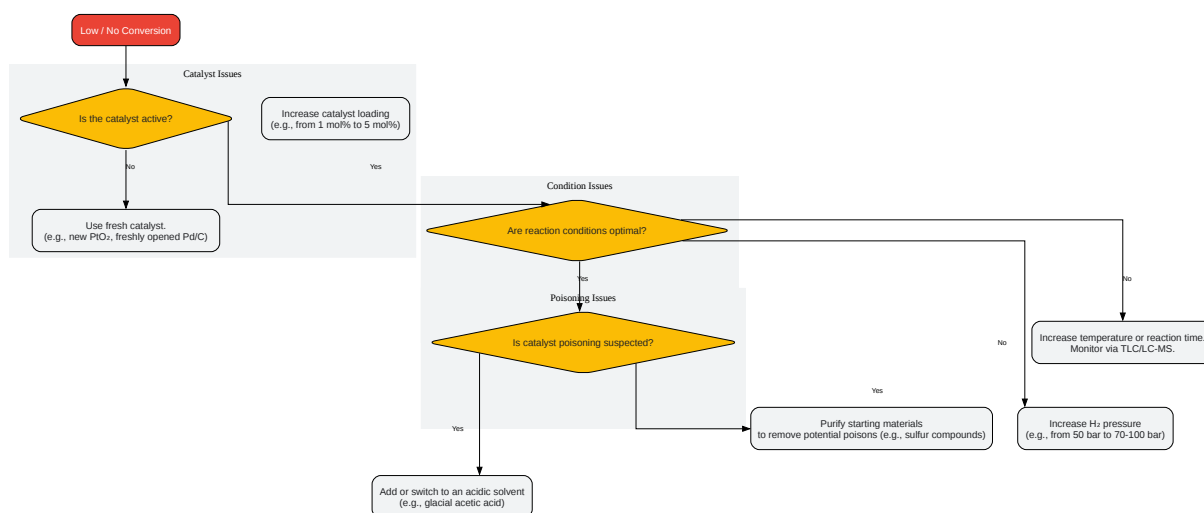 Low / No Conversion
Catalyst Issues
Is the catalyst active?
Increase catalyst loading
(e.g., from 1 mol% to 5 mol%)
No
Yes
Use fresh catalyst.
(e.g., new PtO₂, freshly opened Pd/C)
Condition Issues
Are reaction conditions optimal?
Yes
No
Poisoning Issues
Is catalyst poisoning suspected?
No
Increase temperature or reaction time.
Monitor via TLC/LC-MS.
Yes
Yes
Purify starting materials
to remove potential poisons (e.g., sulfur compounds)
Increase H₂ pressure
(e.g., from 50 bar to 70-100 bar)
Add or switch to an acidic solvent
(e.g., glacial acetic acid)